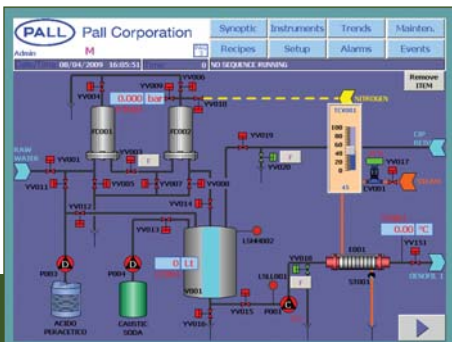 PALL Pall Corporation
Synoptic Instruments Trends Mainten.
Admin M Recipes Setup Alarms Events
08/04/2009 16:05:51 0 NO SEQUENCE RUNNING
Remove
ITEM
YV006
YV004 YV009
0.000 bar YV010 NITROGEN
TCV001
FC001 FC002
100
80
60
40
20
0
45
RAW
WATER
YV001 YV003 F
YV019
CIP
YV020 F
YV017
CV001
YV011 YV005 YV007 YV008
YV012 YV014
YV013
LSHH002
0.00 °C
D D 0 Lt
P003 P004 V001
LSLL001 YV018 F
E001 YV151
ACIDO
PERACETICO
CAUSTIC
SODA
YV015 P001 C
ST001
YV016